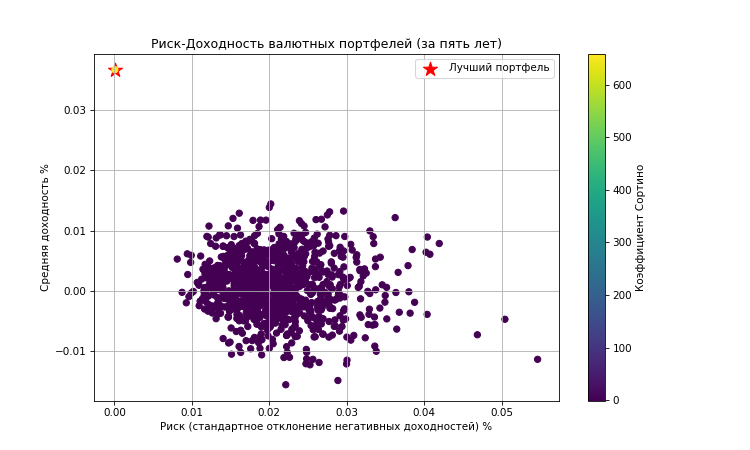 Риск-Доходность валютных портфелей (за пять лет)
Лучший портфель
Средняя доходность %
0.03
0.02
0.01
0.00
−0.01
0.00 0.01 0.02 0.03 0.04 0.05
Риск (стандартное отклонение негативных доходностей) %
600
500
400
300
200
100
0
Коэффициент Сортино